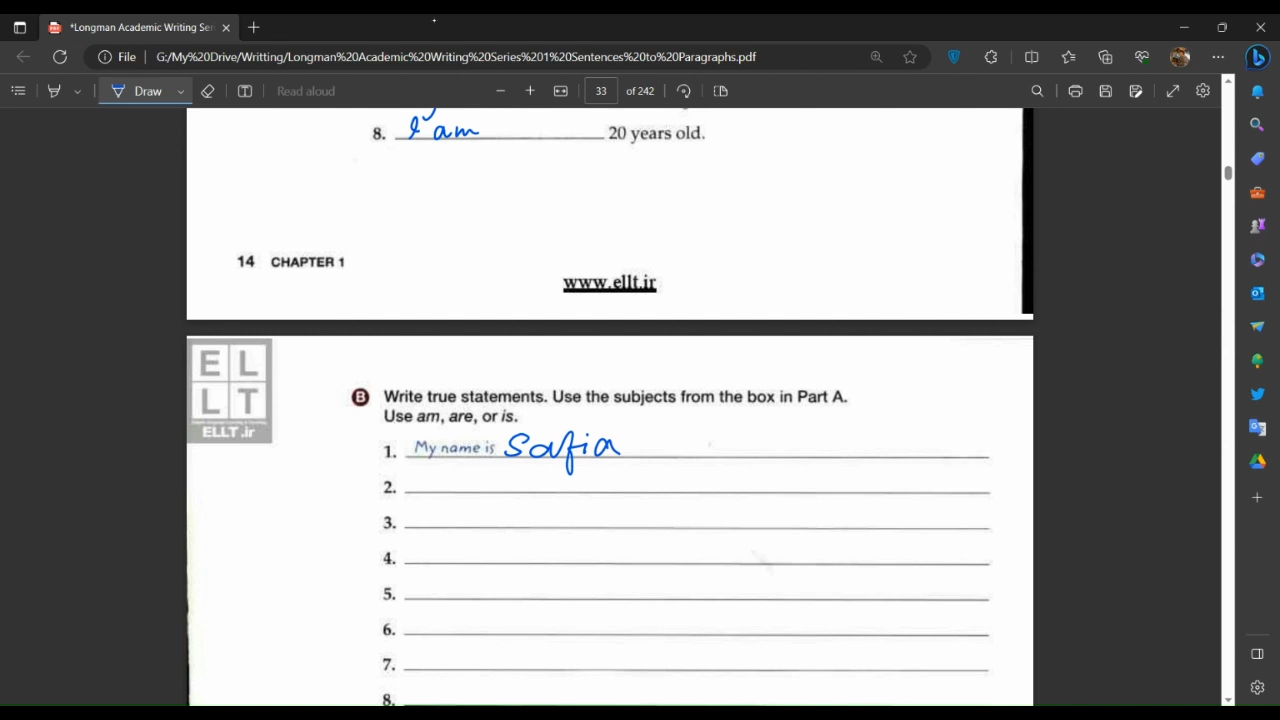 *Longman Academic Writing Ser
File G:/My%20Drive/Writting/Longman%20Academic%20Writing%20Series%201%20Sentences%20to%20Paragraphs.pdf
Draw Read aloud 33 of 242
8. I am 20 years old.
14 CHAPTER 1
www.ellt.ir
E L
L T
ELLT.ir
B Write true statements. Use the subjects from the box in Part A.
Use am, are, or is.
1. My name is Safia
2.
3.
4.
5.
6.
7.
8.